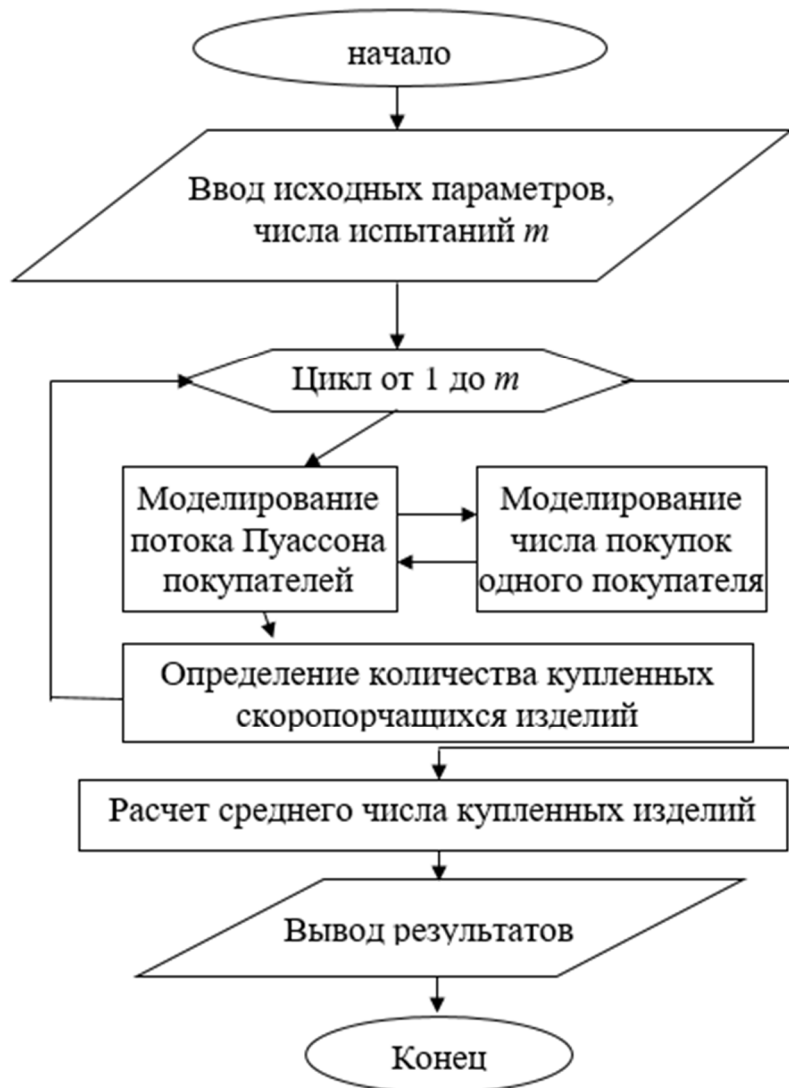 начало
Ввод исходных параметров,
числа испытаний m
Цикл от 1 до m
Моделирование
потока Пуассона
покупателей
Моделирование
числа покупок
одного покупателя
Определение количества купленных
скоропорчащихся изделий
Расчет среднего числа купленных изделий
Вывод результатов
Конец